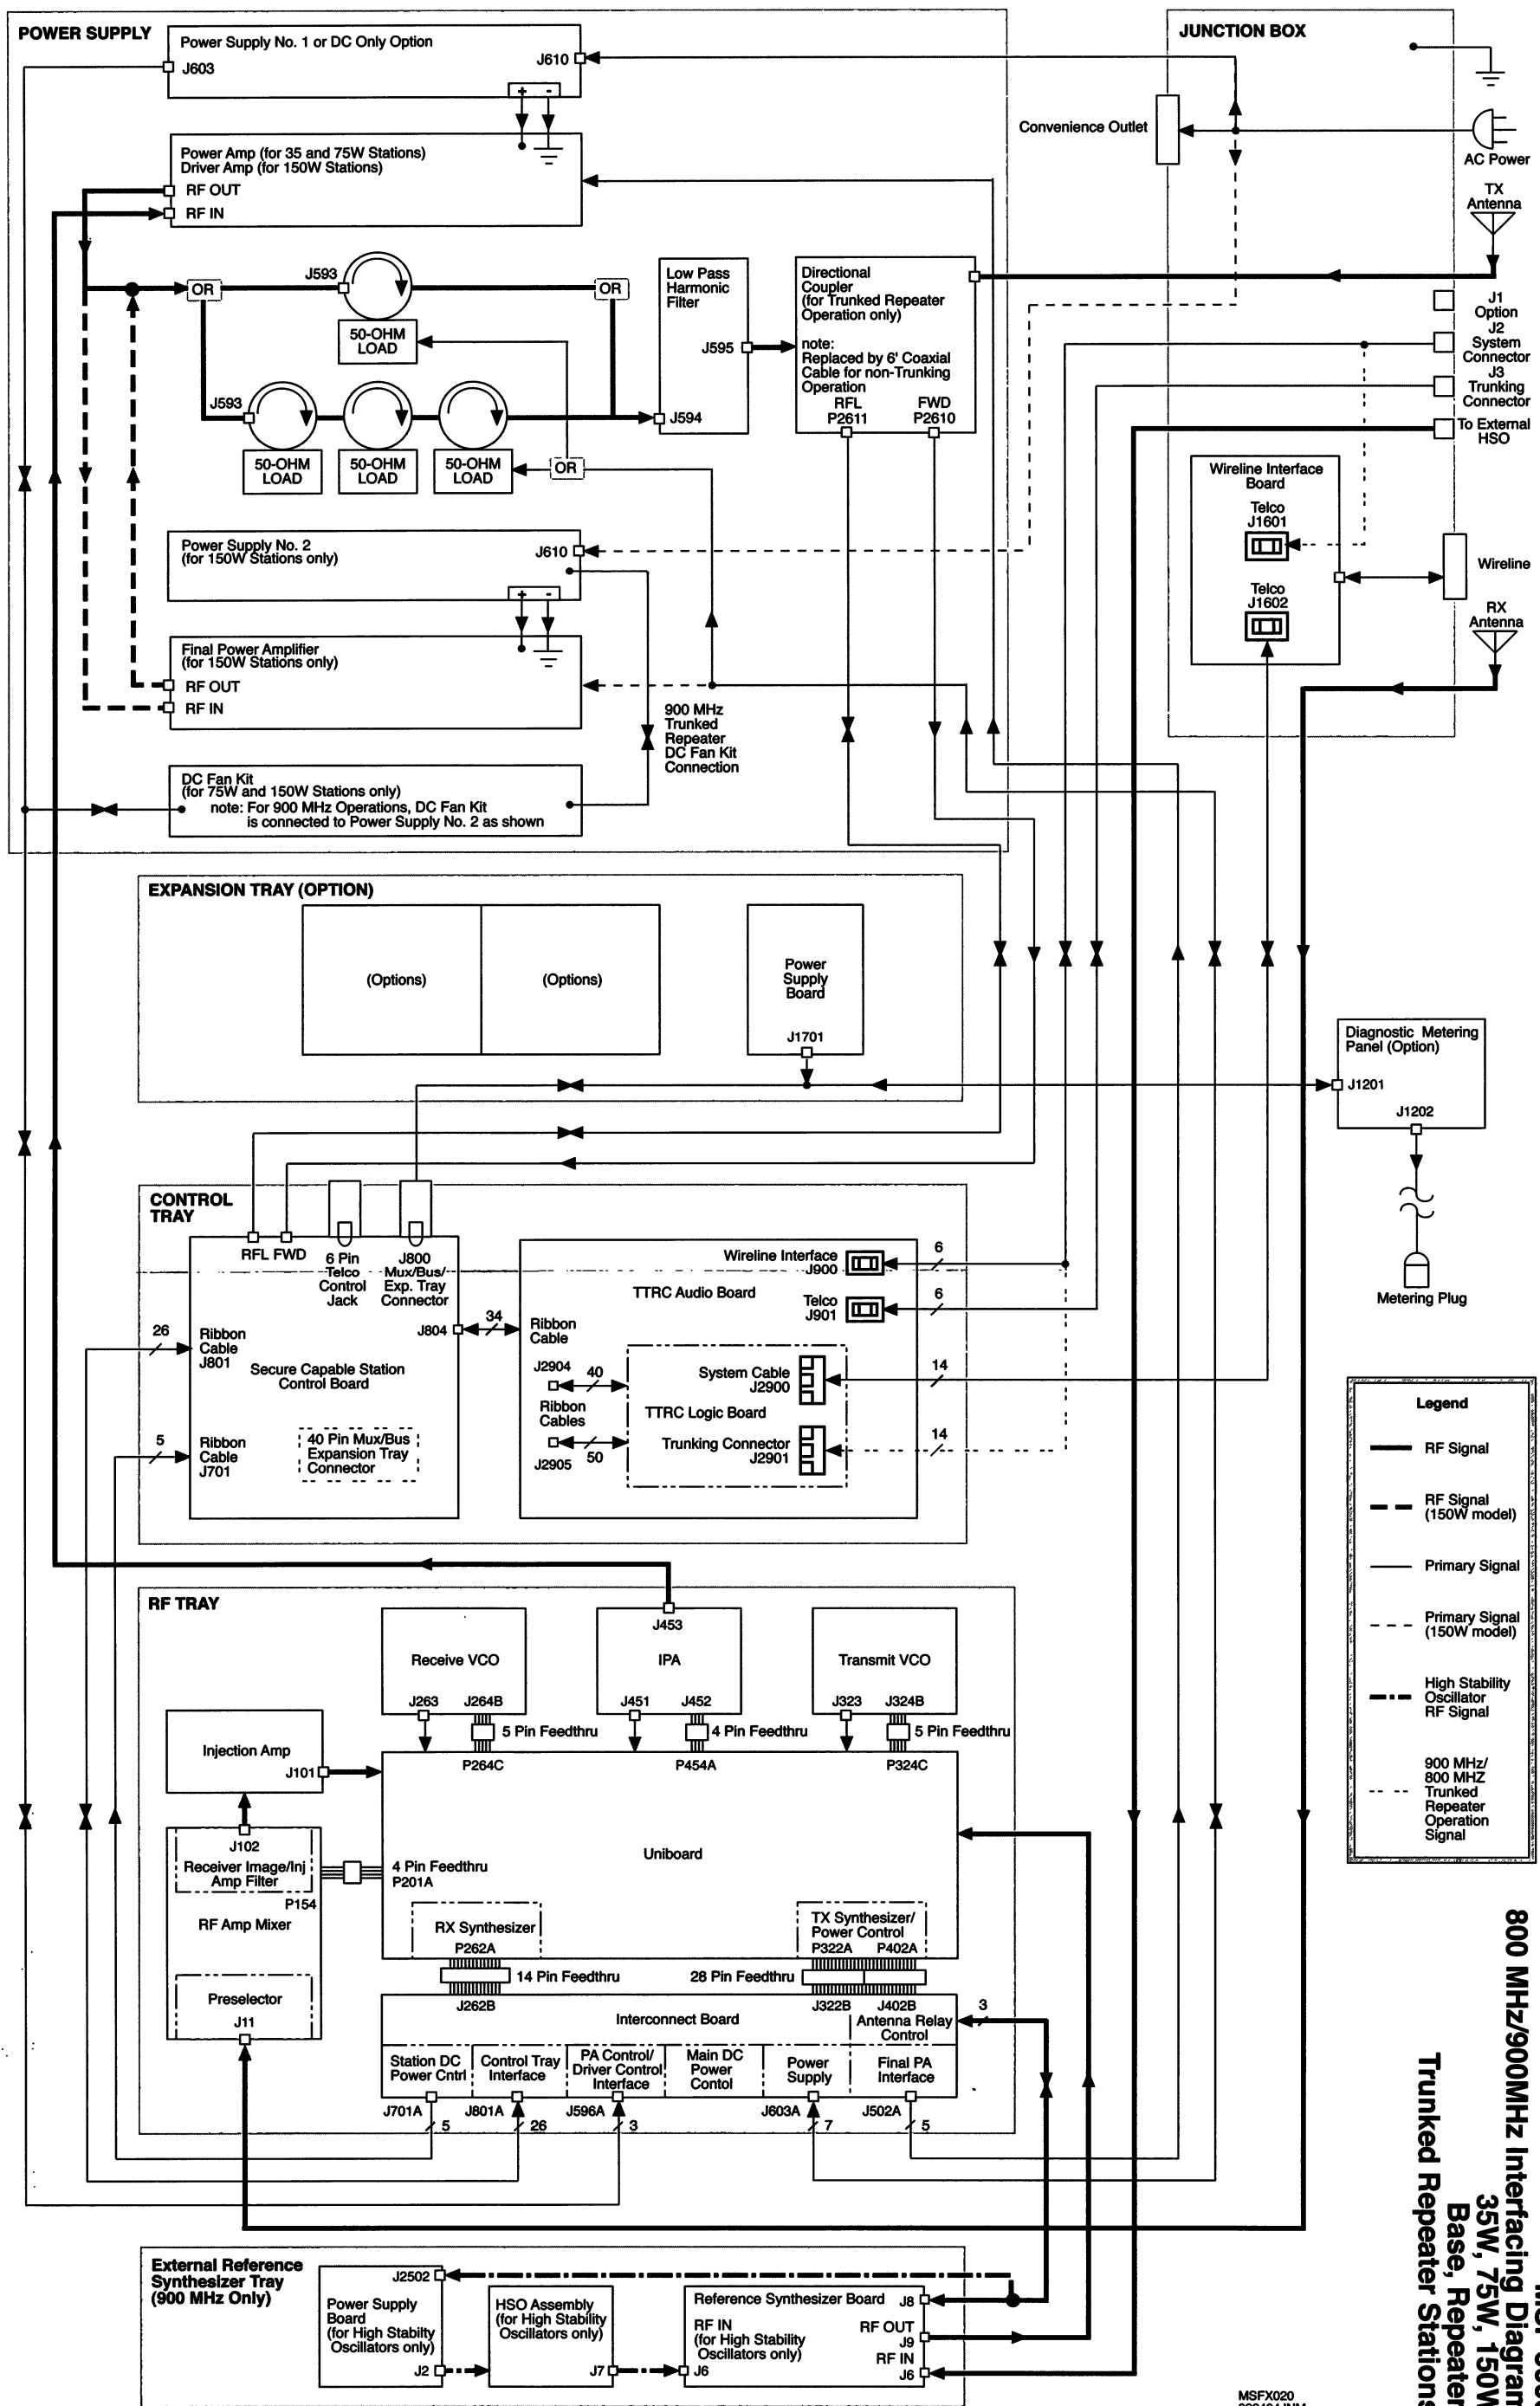 POWER SUPPLY
Power Supply No. 1 or DC Only Option
J603
J610
+ -
Power Amp (for 35 and 75W Stations)
Driver Amp (for 150W Stations)
RF OUT
RF IN
OR
J593
50-OHM
LOAD
OR
J593
50-OHM
LOAD
50-OHM
LOAD
50-OHM
LOAD
OR
Low Pass
Harmonic
Filter
J595
J594
Directional
Coupler
(for Trunked Repeater
Operation only)
note:
Replaced by 6' Coaxial
Cable for non-Trunking
Operation
RFL
P2611
FWD
P2610
Power Supply No. 2
(for 150W Stations only)
J610
+ -
Final Power Amplifier
(for 150W Stations only)
RF OUT
RF IN
900 MHz
Trunked
Repeater
DC Fan Kit
Connection
DC Fan Kit
(for 75W and 150W Stations only)
note: For 900 MHz Operations, DC Fan Kit
is connected to Power Supply No. 2 as shown
JUNCTION BOX
Convenience Outlet
AC Power
TX
Antenna
J1
Option
J2
System
Connector
J3
Trunking
Connector
To External
HSO
Wireline Interface
Board
Telco
J1601
Telco
J1602
Wireline
RX
Antenna
EXPANSION TRAY (OPTION)
(Options)
(Options)
Power
Supply
Board
J1701
Diagnostic Metering
Panel (Option)
J1201
J1202
Metering Plug
CONTROL
TRAY
RFL FWD
6 Pin
Telco
Control
Jack
J800
Mux/Bus/
Exp. Tray
Connector
J804
34
26
Ribbon
Cable
J801
Secure Capable Station
Control Board
5
Ribbon
Cable
J701
40 Pin Mux/Bus
Expansion Tray
Connector
Wireline Interface
J900
6
TTRC Audio Board
Telco
J901
6
Ribbon
Cable
J2904
40
Ribbon
Cables
J2905
50
System Cable
J2900
14
TTRC Logic Board
Trunking Connector
J2901
14
Legend
RF Signal
RF Signal
(150W model)
Primary Signal
Primary Signal
(150W model)
High Stability
Oscillator
RF Signal
900 MHz/
800 MHZ
Trunked
Repeater
Operation
Signal
RF TRAY
Receive VCO
J263
J264B
5 Pin Feedthru
P264C
J453
IPA
J451
J452
4 Pin Feedthru
P454A
Transmit VCO
J323
J324B
5 Pin Feedthru
P324C
Injection Amp
J101
J102
Receiver Image/Inj
Amp Filter
P154
RF Amp Mixer
Preselector
J11
4 Pin Feedthru
P201A
Uniboard
RX Synthesizer
P262A
TX Synthesizer/
Power Control
P322A P402A
14 Pin Feedthru
28 Pin Feedthru
J262B
J322B
J402B
Interconnect Board
Antenna Relay
Control
3
Station DC
Power Cntrl
Control Tray
Interface
PA Control/
Driver Control
Interface
Main DC
Power
Contol
Power
Supply
Final PA
Interface
J701A
5
J801A
26
J596A
3
J603A
7
J502A
5
External Reference
Synthesizer Tray
(900 MHz Only)
J2502
Power Supply
Board
(for High Stabilty
Oscillators only)
J2
HSO Assembly
(for High Stability
Oscillators only)
J7
Reference Synthesizer Board
J8
RF IN
(for High Stability
Oscillators only)
J6
RF OUT
J9
RF IN
J6
800 MHz/900MHz Interfacing Diagram
35W, 75W, 150W
Base, Repeater
Trunked Repeater Stations
MSFX020